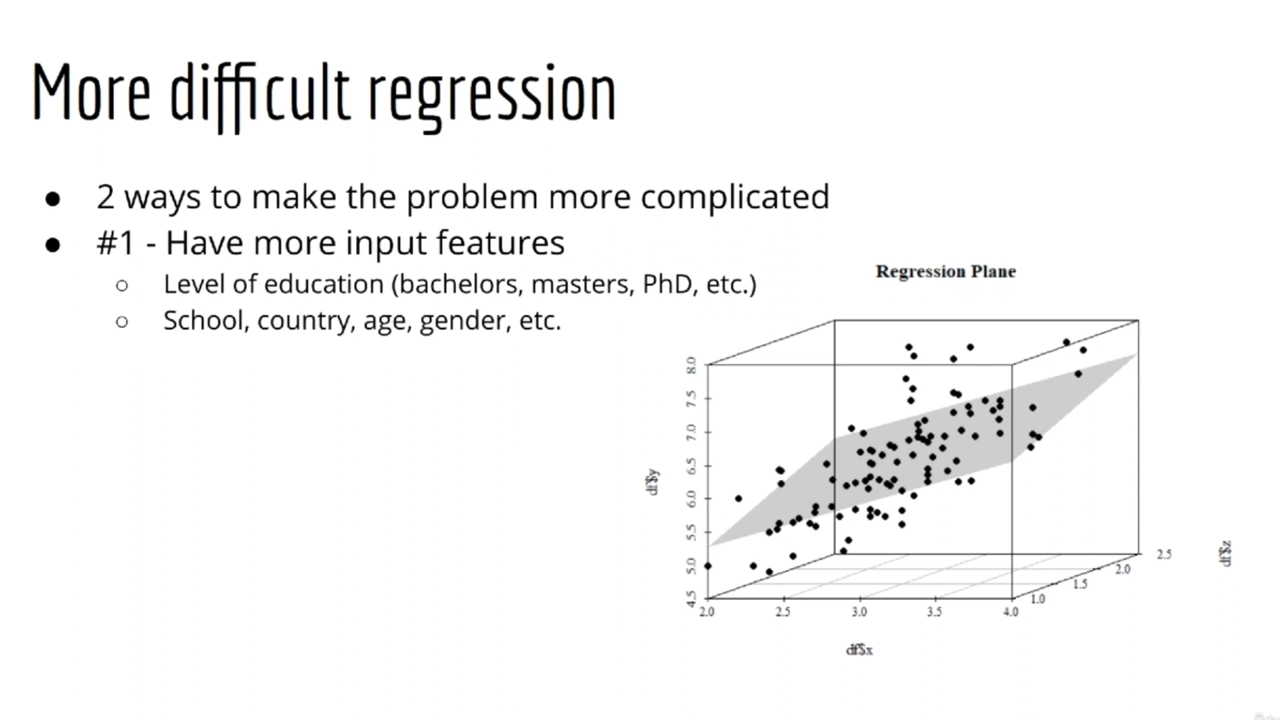 More difficult regression
● 2 ways to make the problem more complicated
● #1 - Have more input features
○ Level of education (bachelors, masters, PhD, etc.)
○ School, country, age, gender, etc.
Regression Plane
8.0
7.5
7.0
6.5
6.0
5.5
5.0
4.5
df$y
2.0 2.5 3.0 3.5 4.0
df$x
1.0
1.5
2.0
2.5
df$z